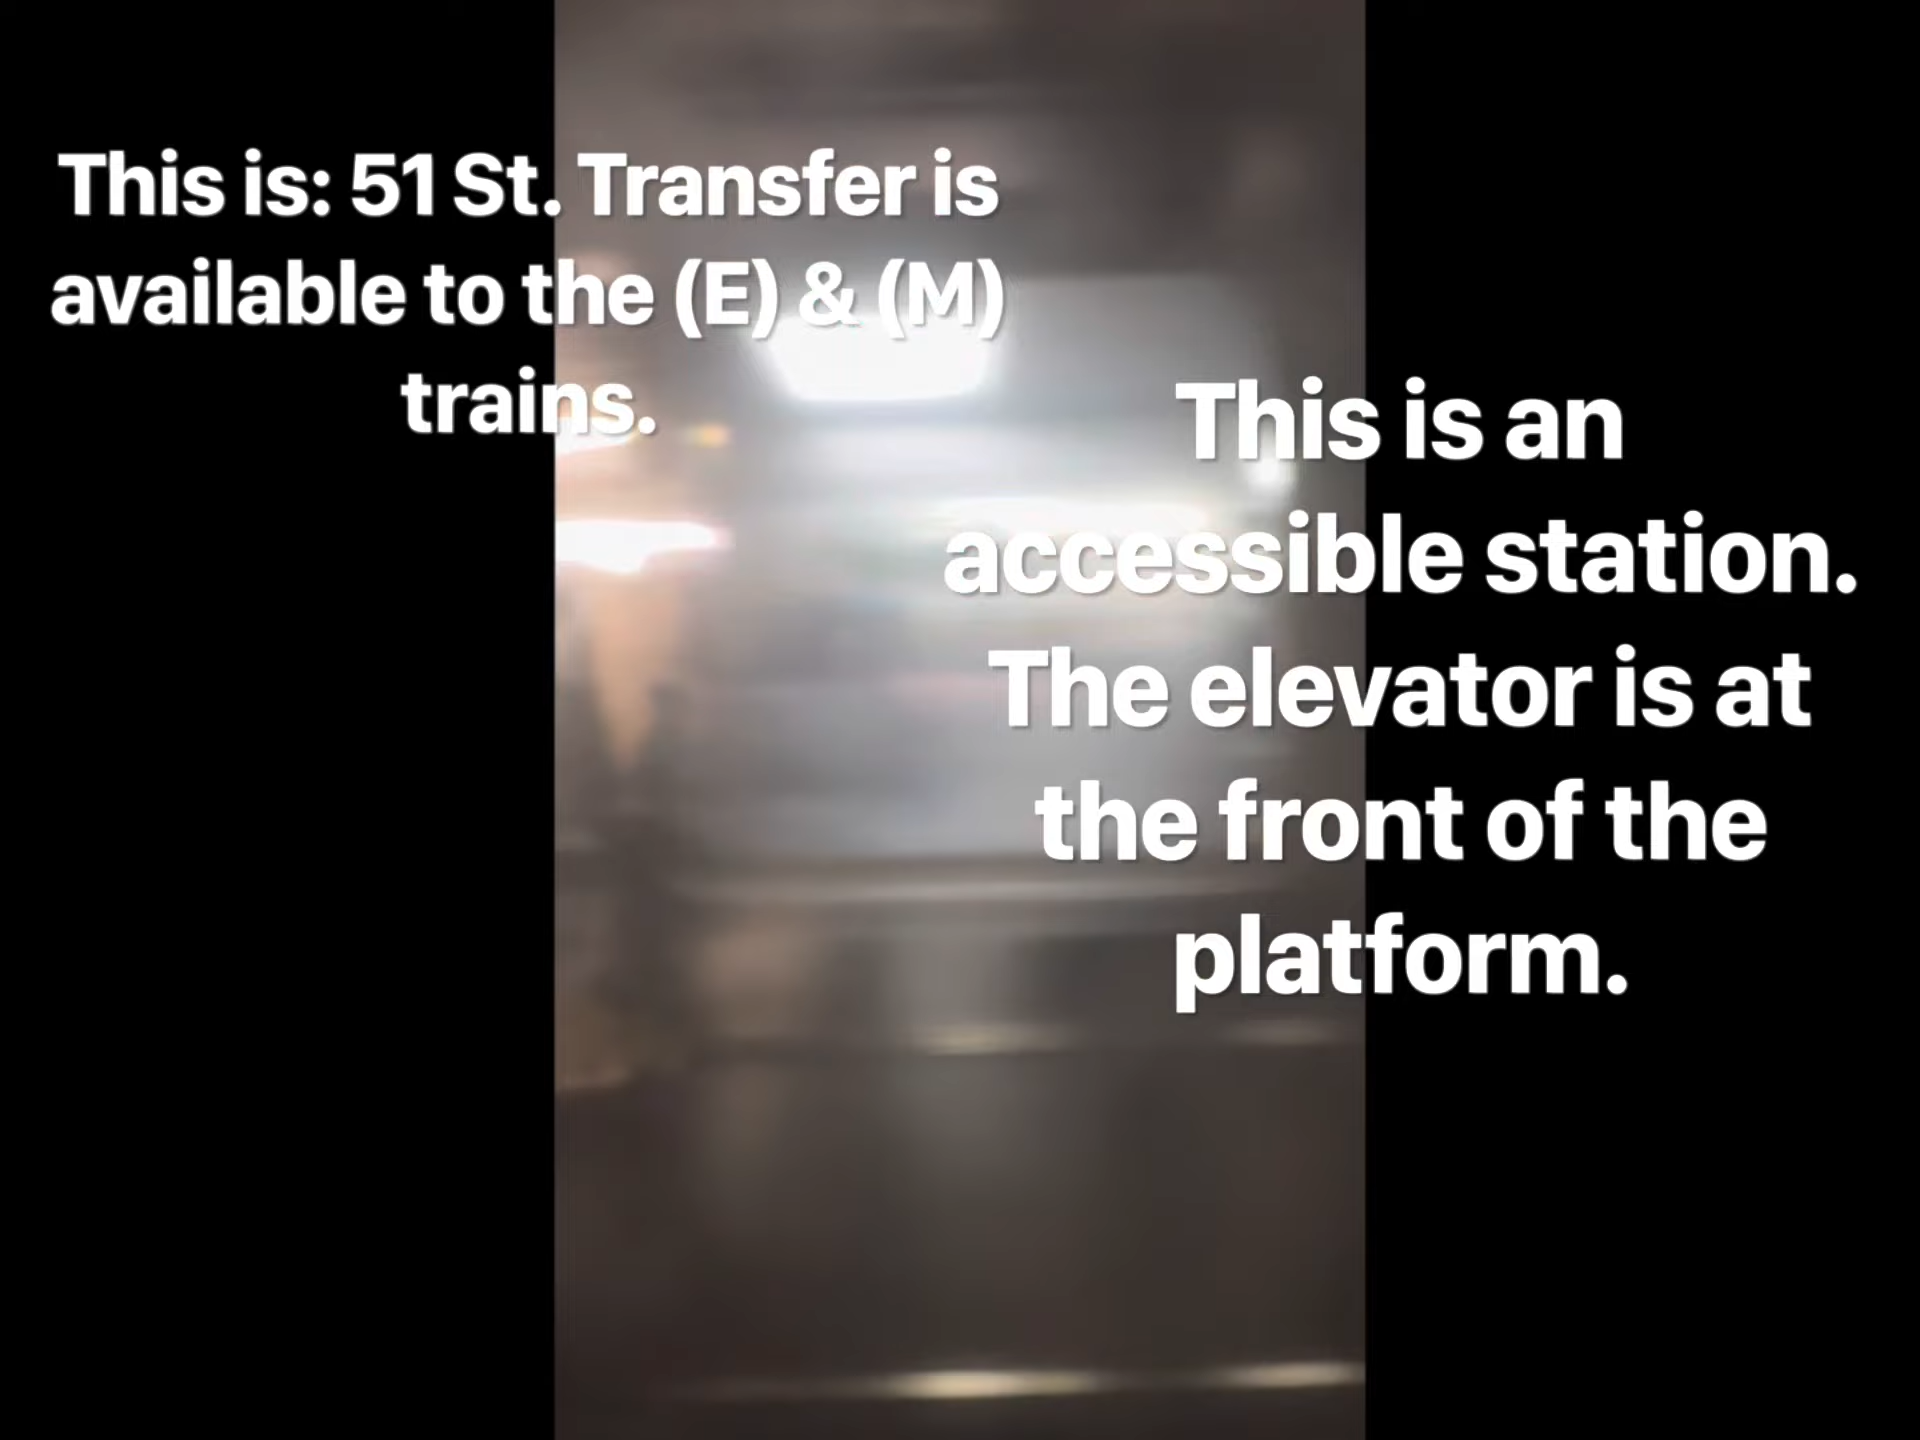 This is: 51 St. Transfer is
available to the (E) & (M)
trains.
This is an
accessible station.
The elevator is at
the front of the
platform.